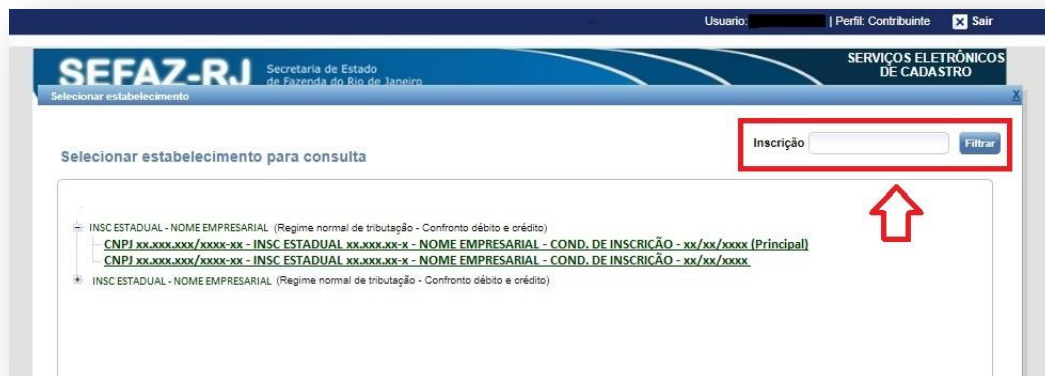 Usuario: | Perfil: Contribuinte X Sair
SEFAZ-RJ
Secretaria de Estado
de Fazenda do Rio de Janeiro
SERVIÇOS ELETRÔNICOS
DE CADASTRO
Selecionar estabelecimento X
Inscrição Filtrar
Selecionar estabelecimento para consulta
INSC ESTADUAL - NOME EMPRESARIAL (Regime normal de tributação - Confronto débito e crédito)
CNPJ xx.xxx.xxx/xxxx-xx - INSC ESTADUAL xx.xxx.xx-x - NOME EMPRESARIAL - COND. DE INSCRIÇÃO - xx/xx/xxxx (Principal)
CNPJ xx.xxx.xxx/xxxx-xx - INSC ESTADUAL xx.xxx.xx-x - NOME EMPRESARIAL - COND. DE INSCRIÇÃO - xx/xx/xxxx
INSC ESTADUAL - NOME EMPRESARIAL (Regime normal de tributação - Confronto débito e crédito)